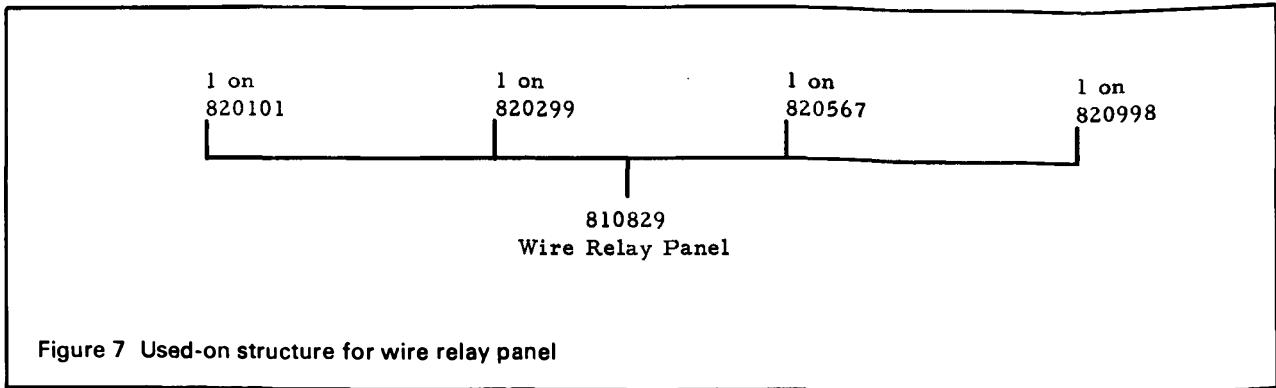 1 on
820101
1 on
820299
1 on
820567
1 on
820998
810829
Wire Relay Panel
Figure 7 Used-on structure for wire relay panel